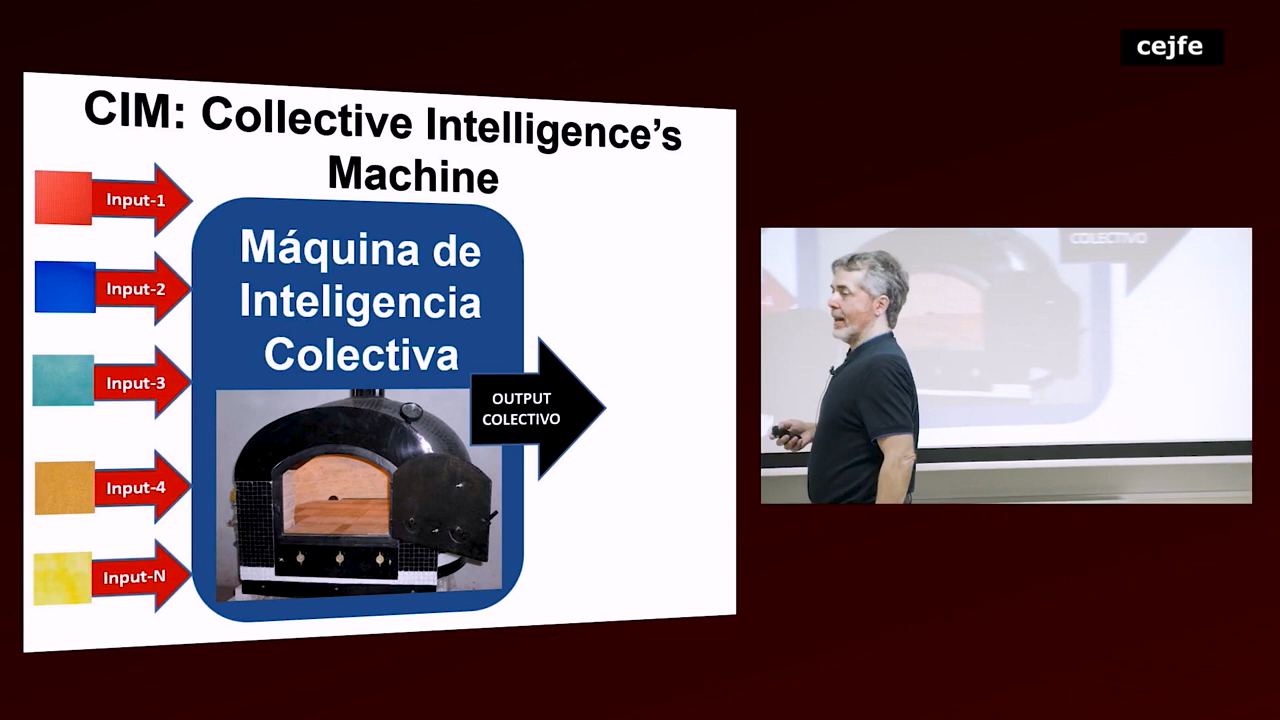 cejfe
CIM: Collective Intelligence's
Machine
Input-1
Input-2
Input-3
Input-4
Input-N
Máquina de
Inteligencia
Colectiva
OUTPUT
COLECTIVO
COLECTIVO